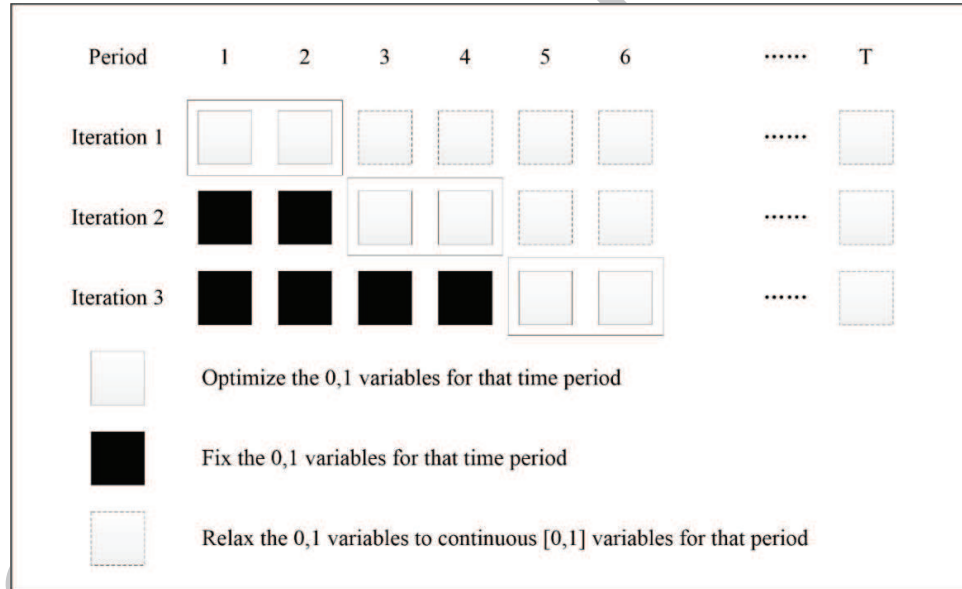 Period 1 2 3 4 5 6 ...... T
Iteration 1 ......
Iteration 2 ......
Iteration 3 ......
Optimize the 0,1 variables for that time period
Fix the 0,1 variables for that time period
Relax the 0,1 variables to continuous [0,1] variables for that period